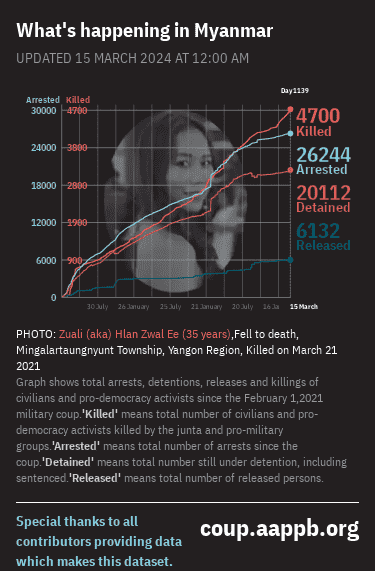 What's happening in Myanmar
UPDATED 15 MARCH 2024 AT 12:00 AM
Day1139
Arrested Killed
30000 4700
24000 3800
18000 2800
12000 1900
6000 900
0
4700
Killed
26244
Arrested
20112
Detained
6132
Released
30 July 26 January 25 July 21 January 20 July 16 Ja 15 March
PHOTO: Zuali (aka) Hlan Zwal Ee (35 years),Fell to death,
Mingalartaungnyunt Township, Yangon Region, Killed on March 21
2021
Graph shows total arrests, detentions, releases and killings of
civilians and pro-democracy activists since the February 1,2021
military coup.'Killed' means total number of civilians and pro-
democracy activists killed by the junta and pro-military
groups.'Arrested' means total number of arrests since the
coup.'Detained' means total number still under detention, including
sentenced.'Released' means total number of released persons.
Special thanks to all
contributors providing data
which makes this dataset.
coup.aappb.org